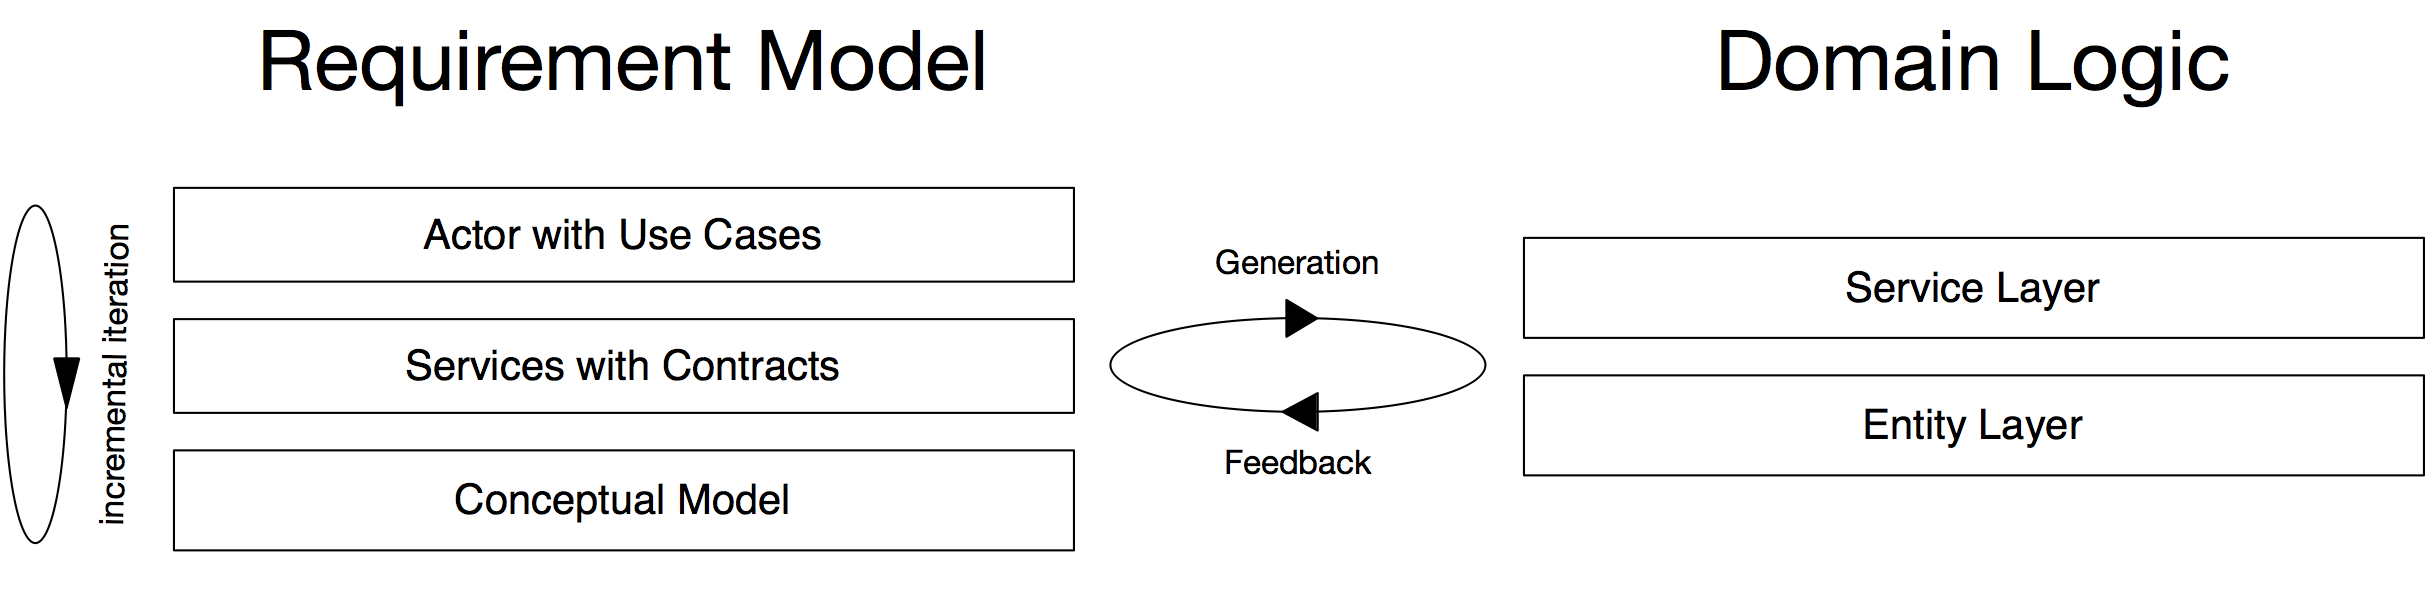 Requirement Model
Domain Logic
incremental iteration
Actor with Use Cases
Services with Contracts
Conceptual Model
Generation
Feedback
Service Layer
Entity Layer